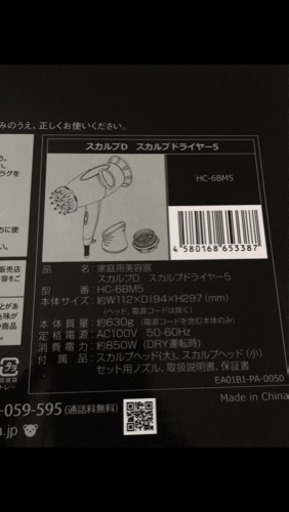 みのうえ、正しくお使いください。
スカルプD スカルプドライヤー5
HC-6BM5
4 580168 653387
品 名：家庭用美容器
スカルプD スカルプドライヤー5
型 番：HC-6BM5
本体サイズ：約W112×D194×H297（mm）
（ヘッド、電源コードは除く）
本体質量：約630g（電源コードを含む本体のみ）
定格電源：AC100V 50-60Hz
消費電力：約850W（DRY運転時）
付属品：スカルプヘッド(大)、スカルプヘッド(小)
セット用ノズル、取扱説明書、保証書
EA01B1-PA-0050
-059-595（通話料無料）
a.jp
Made in China